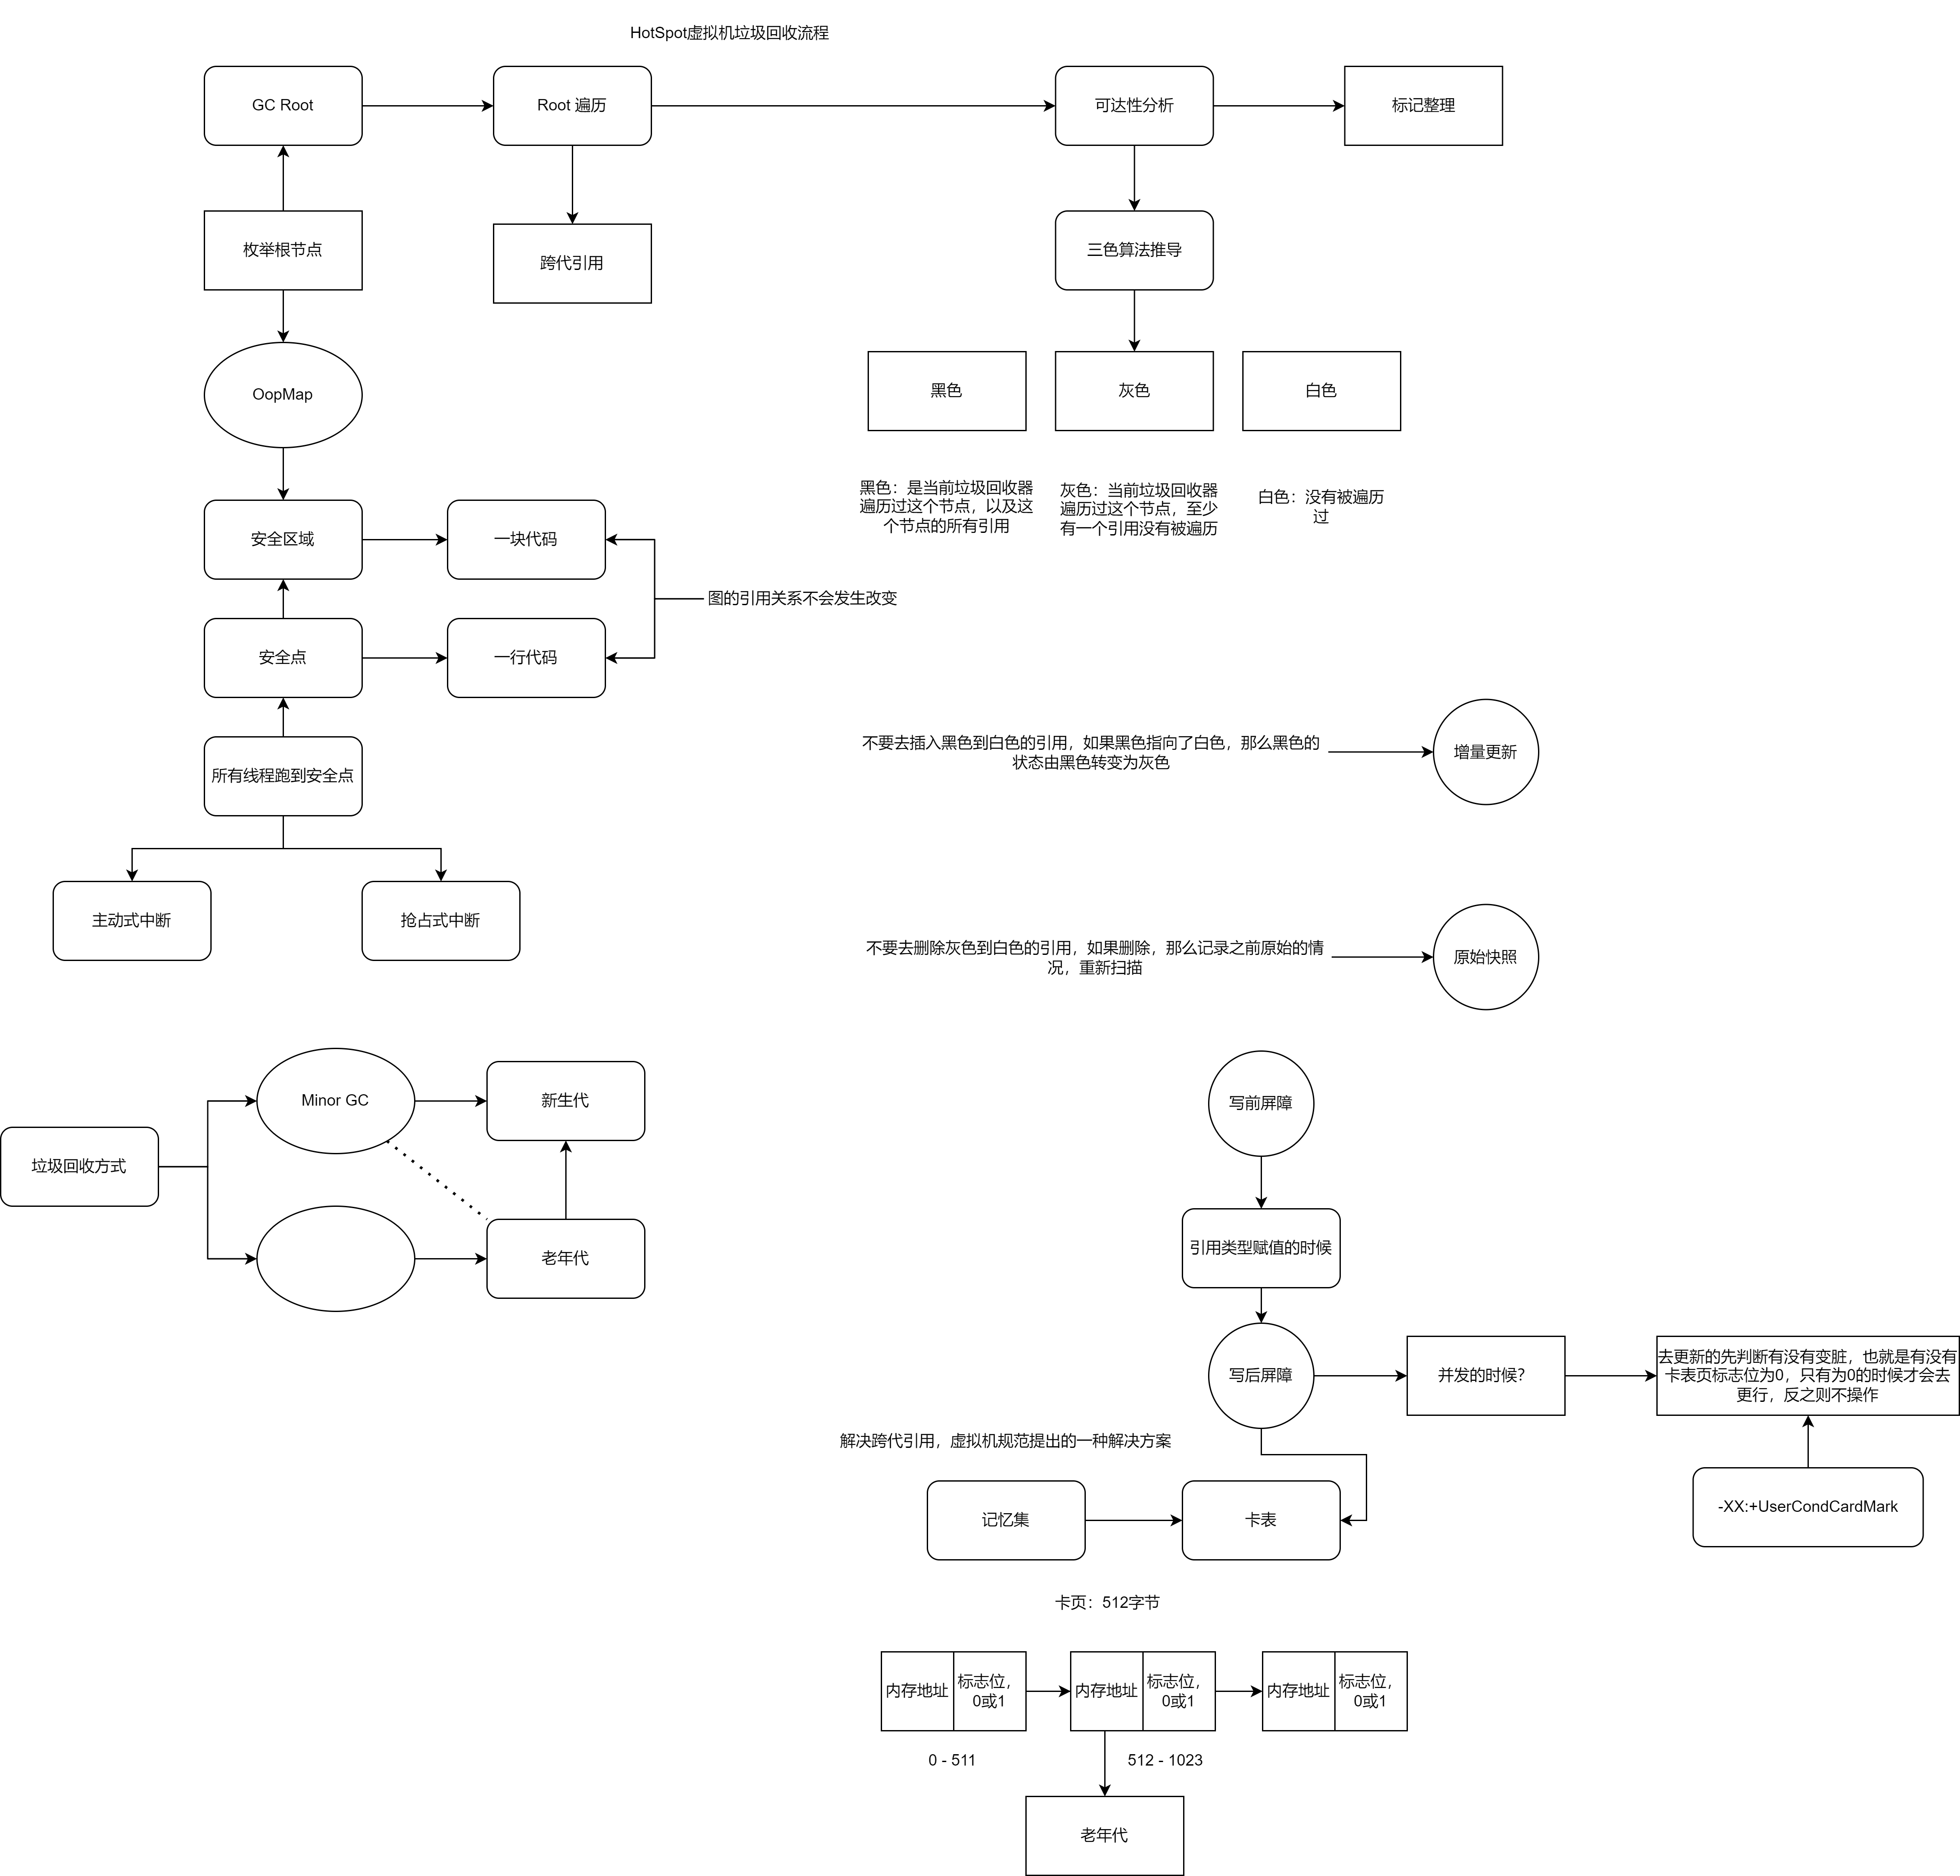 HotSpot虚拟机垃圾回收流程
GC Root
Root 遍历
可达性分析
标记整理
枚举根节点
跨代引用
三色算法推导
OopMap
黑色
灰色
白色
黑色：是当前垃圾回收器
遍历过这个节点，以及这
个节点的所有引用
灰色：当前垃圾回收器
遍历过这个节点，至少
有一个引用没有被遍历
白色：没有被遍历
过
安全区域
一块代码
图的引用关系不会发生改变
安全点
一行代码
所有线程跑到安全点
主动式中断
抢占式中断
不要去插入黑色到白色的引用，如果黑色指向了白色，那么黑色的
状态由黑色转变为灰色
增量更新
不要去删除灰色到白色的引用，如果删除，那么记录之前原始的情
况，重新扫描
原始快照
垃圾回收方式
Minor GC
新生代
老年代
写前屏障
引用类型赋值的时候
写后屏障
并发的时候？
去更新的先判断有没有变脏，也就是有没有
卡表页标志位为0，只有为0的时候才会去
更行，反之则不操作
-XX:+UserCondCardMark
解决跨代引用，虚拟机规范提出的一种解决方案
记忆集
卡表
卡页：512字节
内存地址
标志位，
0或1
内存地址
标志位，
0或1
内存地址
标志位，
0或1
0 - 511
512 - 1023
老年代